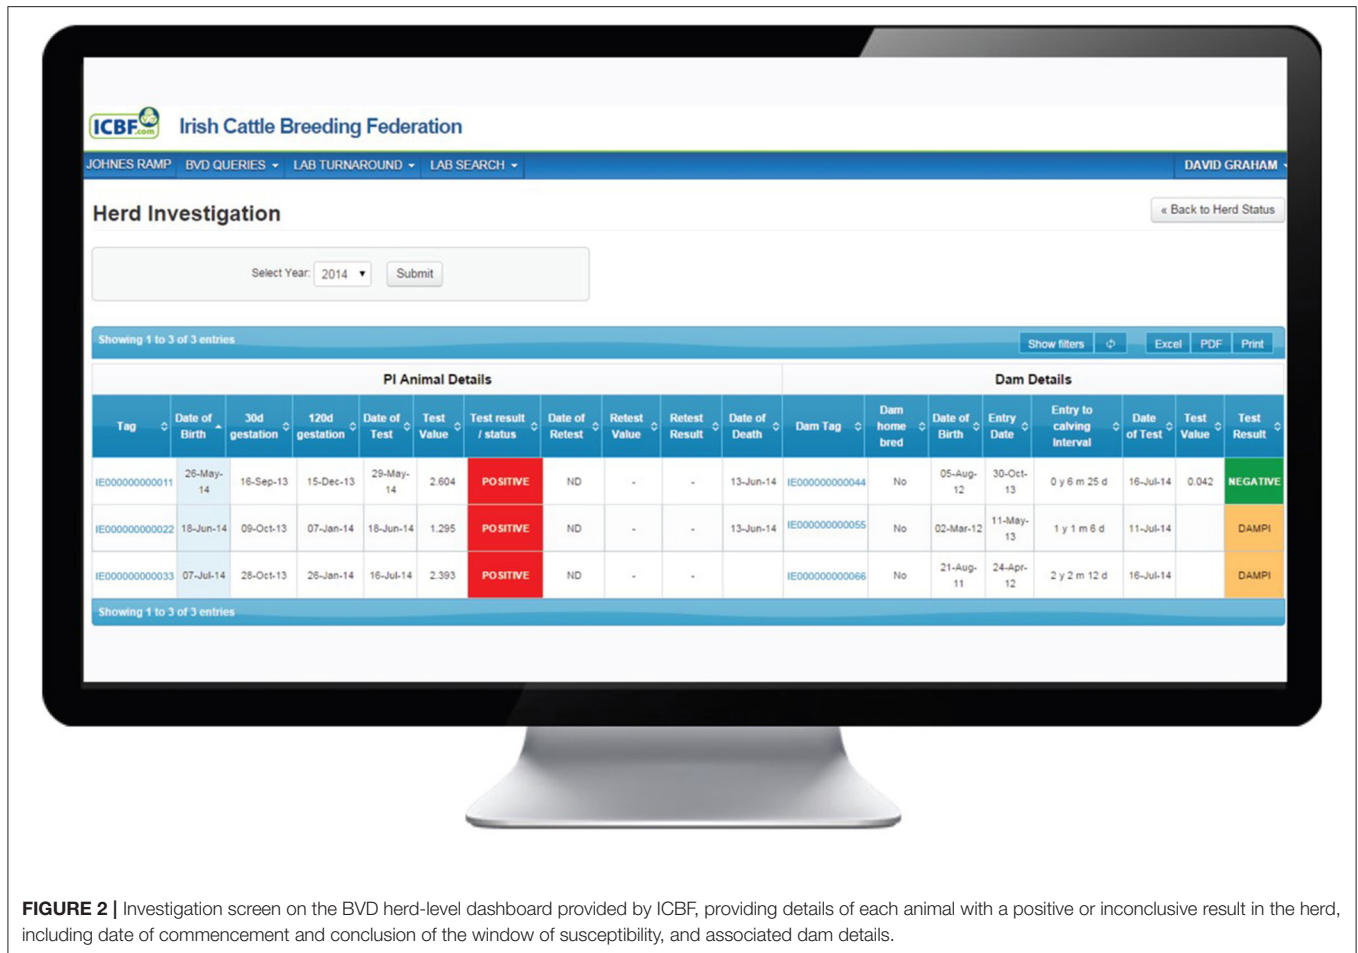 ICBF.com Irish Cattle Breeding Federation
JOHNES RAMP BVD QUERIES LAB TURNAROUND LAB SEARCH DAVID GRAHAM
Herd Investigation « Back to Herd Status
Select Year: 2014 Submit
Showing 1 to 3 of 3 entries Show filters Excel PDF Print
PI Animal Details Dam Details
Tag Date of Birth 30d gestation 120d gestation Date of Test Test Value Test result / status Date of Retest Retest Value Retest Result Date of Death Dam Tag Dam home bred Date of Birth Entry Date Entry to calving Interval Date of Test Test Value Test Result
IE000000000011 26-May-14 16-Sep-13 15-Dec-13 29-May-14 2.604 POSITIVE ND - - 13-Jun-14 IE000000000044 No 05-Aug-12 30-Oct-13 0 y 6 m 25 d 16-Jul-14 0.042 NEGATIVE
IE000000000022 18-Jun-14 09-Oct-13 07-Jan-14 18-Jun-14 1.295 POSITIVE ND - - 13-Jun-14 IE000000000055 No 02-Mar-12 11-May-13 1 y 1 m 6 d 11-Jul-14 DAMPI
IE000000000033 07-Jul-14 28-Oct-13 26-Jan-14 16-Jul-14 2.393 POSITIVE ND - - IE000000000066 No 21-Aug-11 24-Apr-12 2 y 2 m 12 d 16-Jul-14 DAMPI
Showing 1 to 3 of 3 entries
FIGURE 2 | Investigation screen on the BVD herd-level dashboard provided by ICBF, providing details of each animal with a positive or inconclusive result in the herd,
including date of commencement and conclusion of the window of susceptibility, and associated dam details.